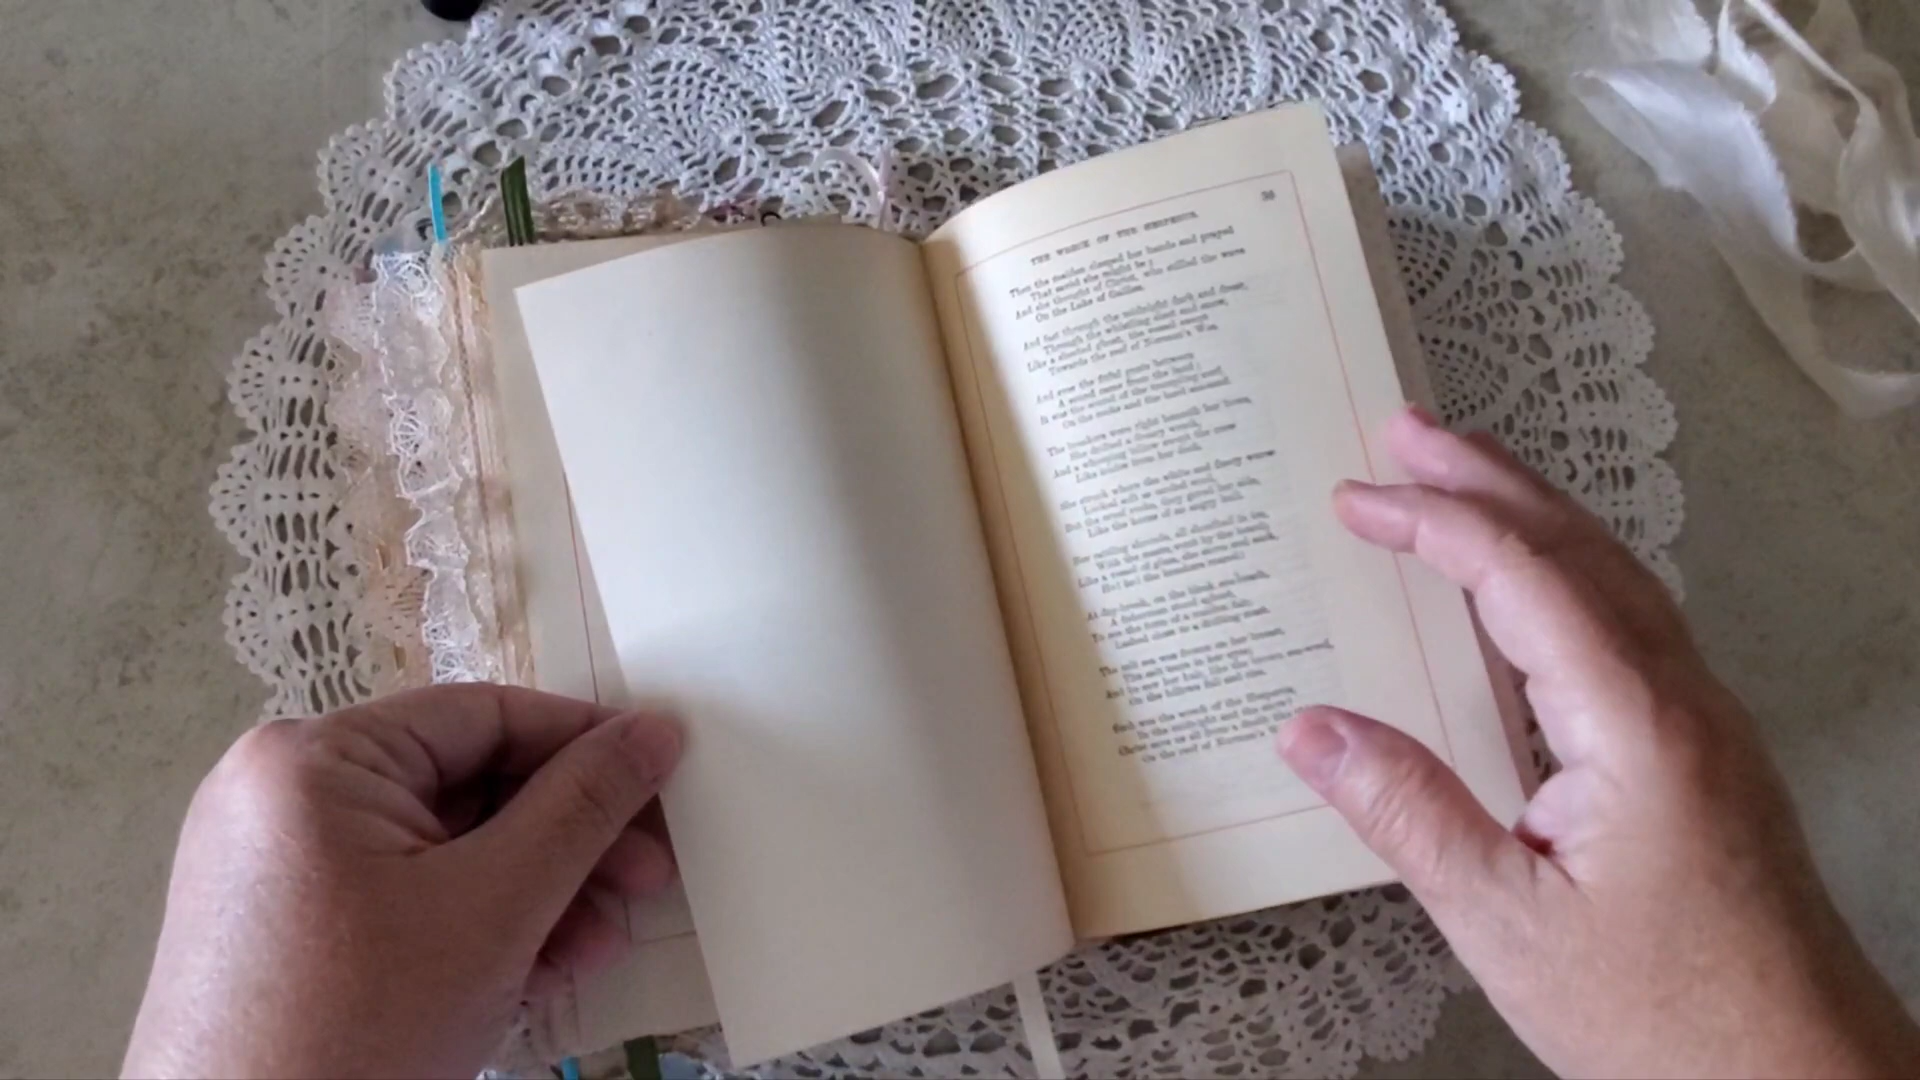 THE WRECK OF THE HESPERUS.
Then the maiden clasped her hands and prayed
That saved she might be;
And she thought of Christ, who stilled the wave
On the Lake of Galilee.
And fast through the midnight dark and drear,
Through the whistling sleet and snow,
Like a sheeted ghost, the vessel swept
Towards the reef of Norman's Woe.
And ever the fitful gusts between
A sound came from the land;
It was the sound of the trampling surf,
On the rocks and the hard sea-sand.
The breakers were right beneath her bows,
She drifted a dreary wreck,
And a whooping billow swept the crew
Like icicles from her deck.
She struck where the white and fleecy waves
Looked soft as carded wool,
But the cruel rocks, they gored her side,
Like the horns of an angry bull.
Her rattling shrouds, all sheathed in ice,
With the masts, went by the board;
Like a vessel of glass, she stove and sank,
Ho! ho! the breakers roared!
At day-break, on the bleak sea-beach,
A fisherman stood aghast,
To see the form of a maiden fair,
Lashed close to a drifting mast.
The salt sea was frozen on her breast,
The salt tears in her eyes;
And he saw her hair, like the brown sea-weed,
On the billows fall and rise.
Such was the wreck of the Hesperus,
In the midnight and the snow!
Christ save us all from a death
On the reef of Norman's